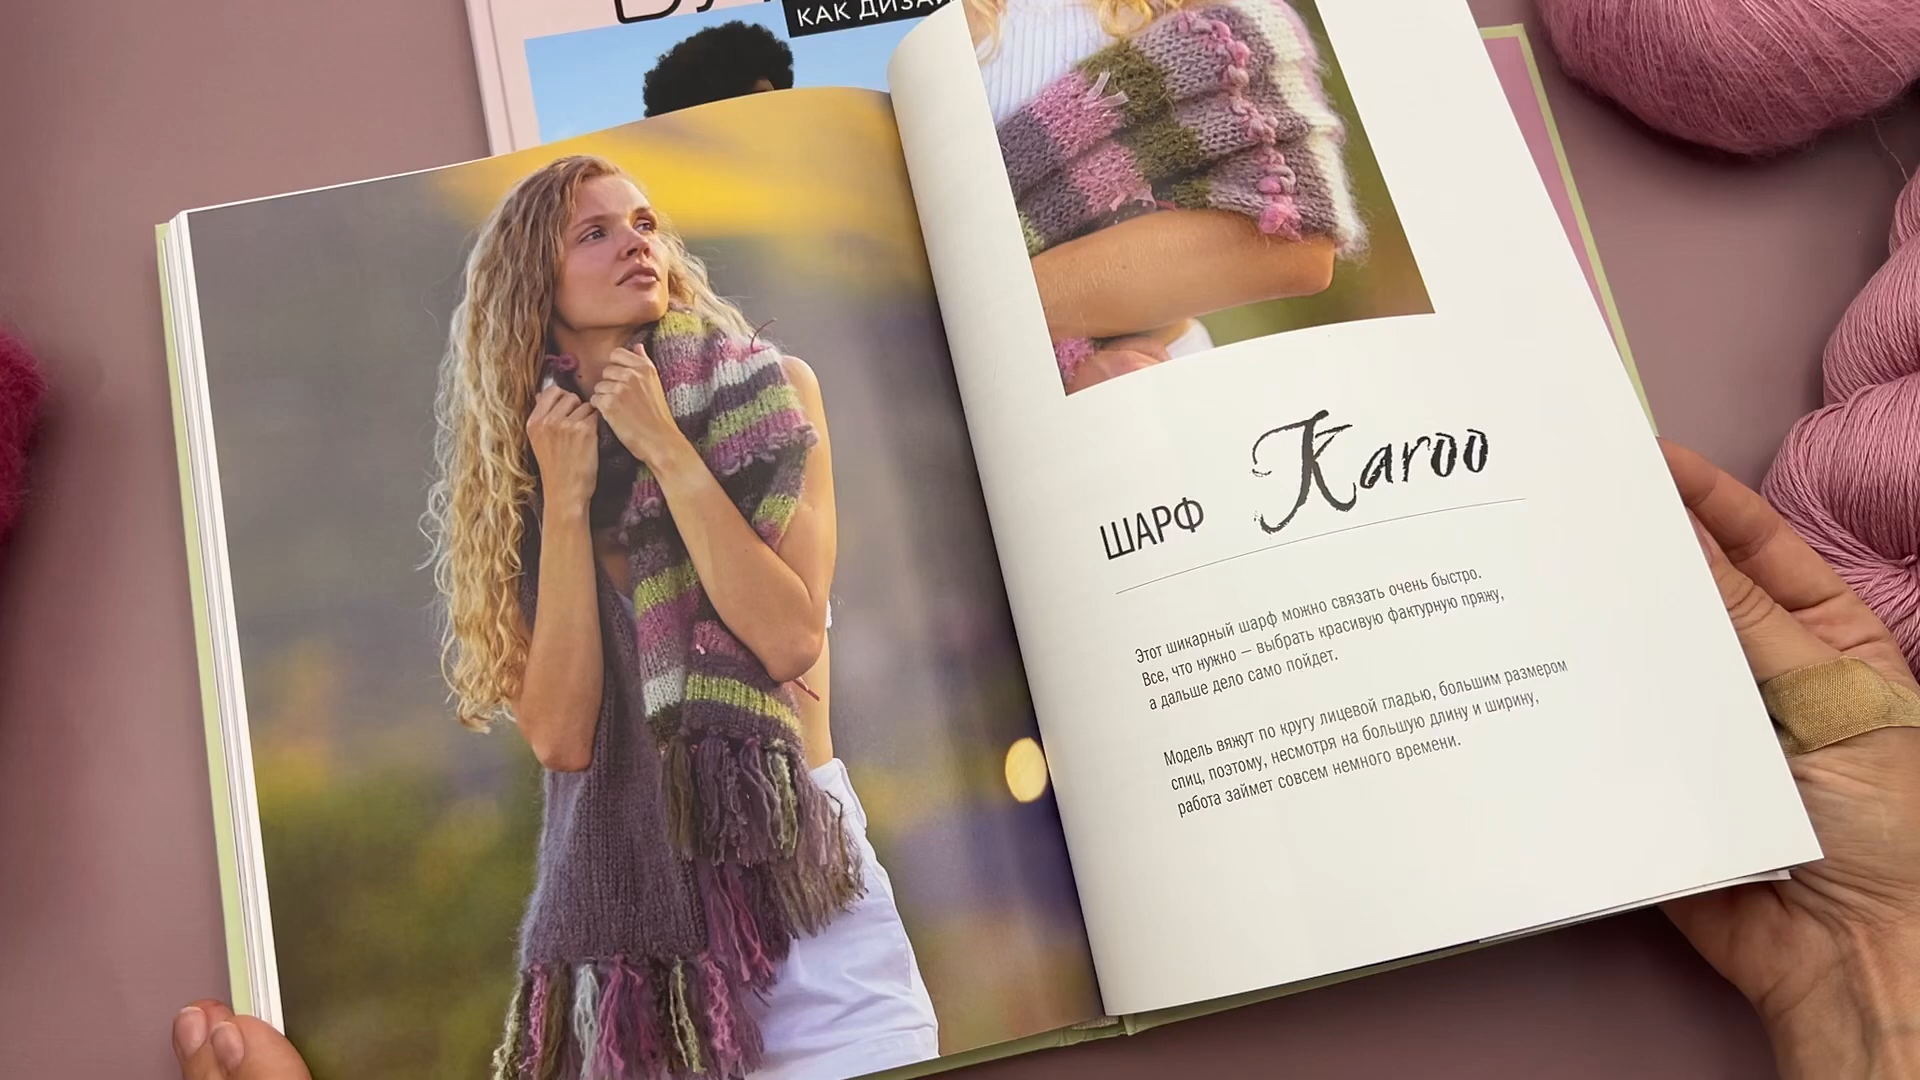 КАК ДИЗАЙ
ШАРФ Karoo
Этот шикарный шарф можно связать очень быстро.
Все, что нужно — выбрать красивую фактурную пряжу,
а дальше дело само пойдет.
Модель вяжут по кругу лицевой гладью, большим размером
спиц, поэтому, несмотря на большую длину и ширину,
работа займет совсем немного времени.